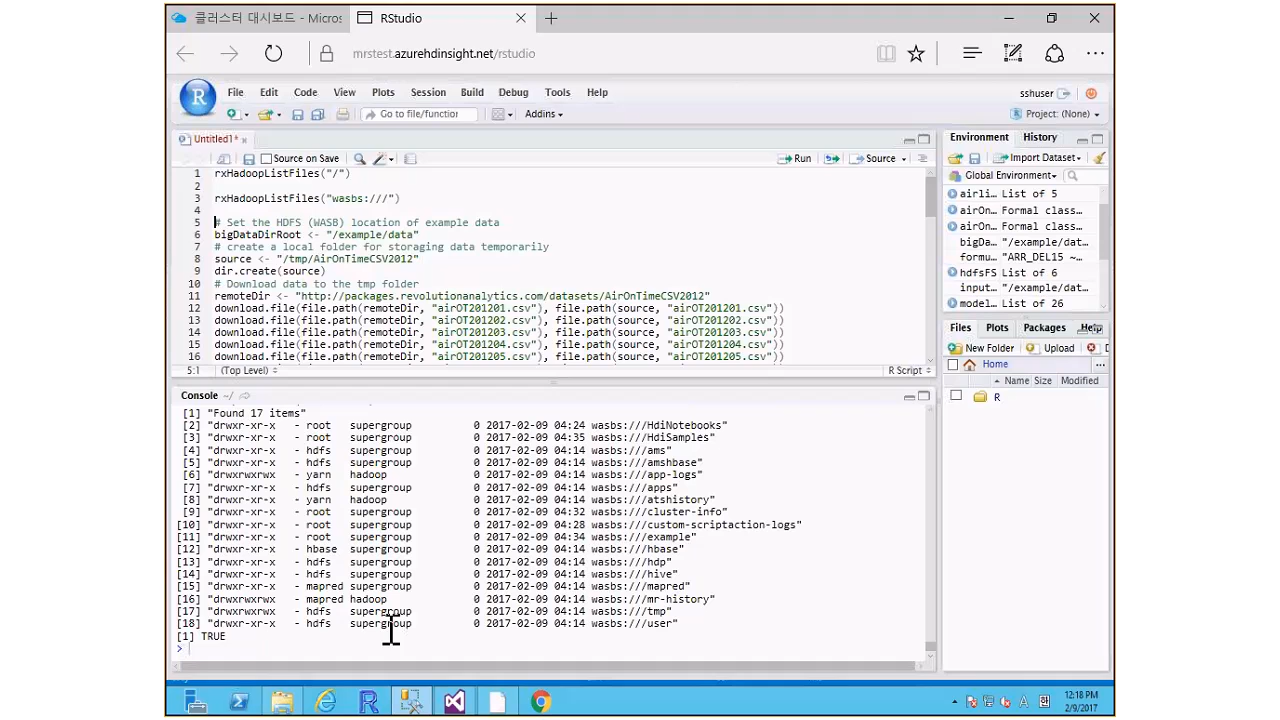 클러스터 대시보드 - Micros
RStudio
mrstest.azurehdinsight.net/rstudio
R
File Edit Code View Plots Session Build Debug Tools Help
sshuser
Go to file/function
Addins
Project: (None)
Untitled1*
Source on Save
Run
Source
1 rxHadoopListFiles("/")
2
3 rxHadoopListFiles("wasbs:///")
4
5 # Set the HDFS (WASB) location of example data
6 bigDataDirRoot <- "/example/data"
7 # create a local folder for storaging data temporarily
8 source <- "/tmp/AirOnTimeCSV2012"
9 dir.create(source)
10 # Download data to the tmp folder
11 remoteDir <- "http://packages.revolutionanalytics.com/datasets/AirOnTimeCSV2012"
12 download.file(file.path(remoteDir, "airOT201201.csv"), file.path(source, "airOT201201.csv"))
13 download.file(file.path(remoteDir, "airOT201202.csv"), file.path(source, "airOT201202.csv"))
14 download.file(file.path(remoteDir, "airOT201203.csv"), file.path(source, "airOT201203.csv"))
15 download.file(file.path(remoteDir, "airOT201204.csv"), file.path(source, "airOT201204.csv"))
16 download.file(file.path(remoteDir, "airOT201205.csv"), file.path(source, "airOT201205.csv"))
5:1 (Top Level) R Script
Console ~/
[1] "Found 17 items"
[2] "drwxr-xr-x - root supergroup 0 2017-02-09 04:24 wasbs:///HdiNotebooks"
[3] "drwxr-xr-x - root supergroup 0 2017-02-09 04:35 wasbs:///HdiSamples"
[4] "drwxr-xr-x - hdfs supergroup 0 2017-02-09 04:14 wasbs:///ams"
[5] "drwxr-xr-x - hdfs supergroup 0 2017-02-09 04:14 wasbs:///amshbase"
[6] "drwxrwxrwx - yarn hadoop 0 2017-02-09 04:14 wasbs:///app-logs"
[7] "drwxr-xr-x - hdfs supergroup 0 2017-02-09 04:14 wasbs:///apps"
[8] "drwxr-xr-x - yarn hadoop 0 2017-02-09 04:14 wasbs:///atshistory"
[9] "drwxr-xr-x - root supergroup 0 2017-02-09 04:32 wasbs:///cluster-info"
[10] "drwxr-xr-x - root supergroup 0 2017-02-09 04:28 wasbs:///custom-scriptaction-logs"
[11] "drwxr-xr-x - root supergroup 0 2017-02-09 04:34 wasbs:///example"
[12] "drwxr-xr-x - hbase supergroup 0 2017-02-09 04:14 wasbs:///hbase"
[13] "drwxr-xr-x - hdfs supergroup 0 2017-02-09 04:14 wasbs:///hdp"
[14] "drwxr-xr-x - hdfs supergroup 0 2017-02-09 04:14 wasbs:///hive"
[15] "drwxr-xr-x - mapred supergroup 0 2017-02-09 04:14 wasbs:///mapred"
[16] "drwxrwxrwx - mapred hadoop 0 2017-02-09 04:14 wasbs:///mr-history"
[17] "drwxrwxrwx - hdfs supergroup 0 2017-02-09 04:14 wasbs:///tmp"
[18] "drwxr-xr-x - hdfs supergroup 0 2017-02-09 04:14 wasbs:///user"
[1] TRUE
>
Environment History
Import Dataset
Global Environment
airli… List of 5
airOn… Formal class…
airOn… Formal class…
bigDa… "/example/dat…
formu… "ARR_DEL15 ~…
hdfsFS List of 6
input… "/example/dat…
model… List of 26
Files Plots Packages Help
New Folder Upload D
Home
Name Size Modified
R
A 한 12:18 PM
2/9/2017